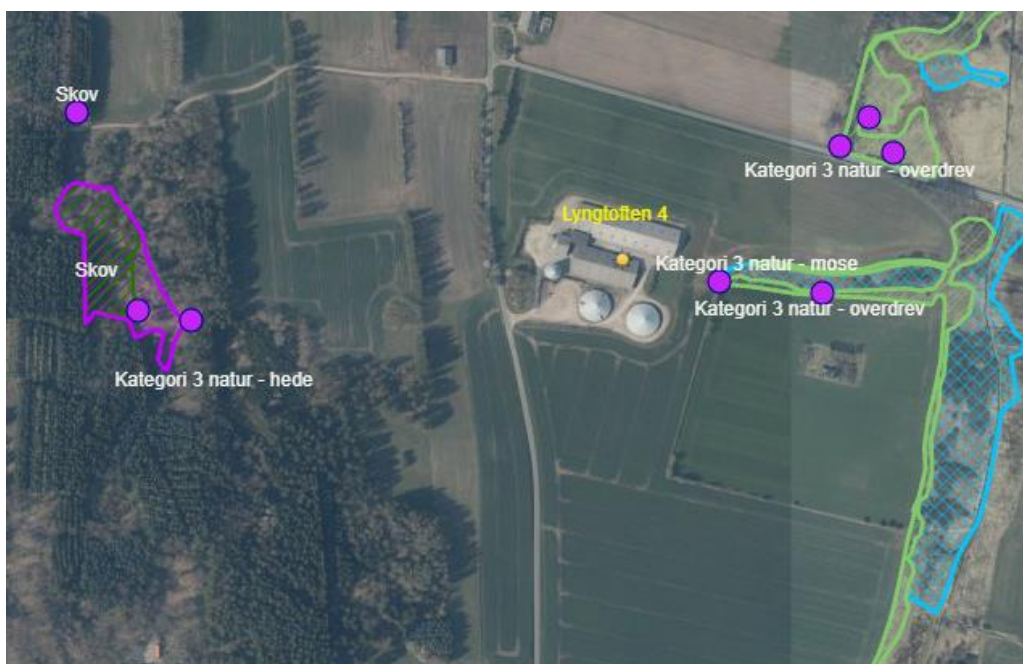 Skov
Kategori 3 natur - overdrev
Lyngtoften 4
Skov
Kategori 3 natur - mose
Kategori 3 natur - overdrev
Kategori 3 natur - hede